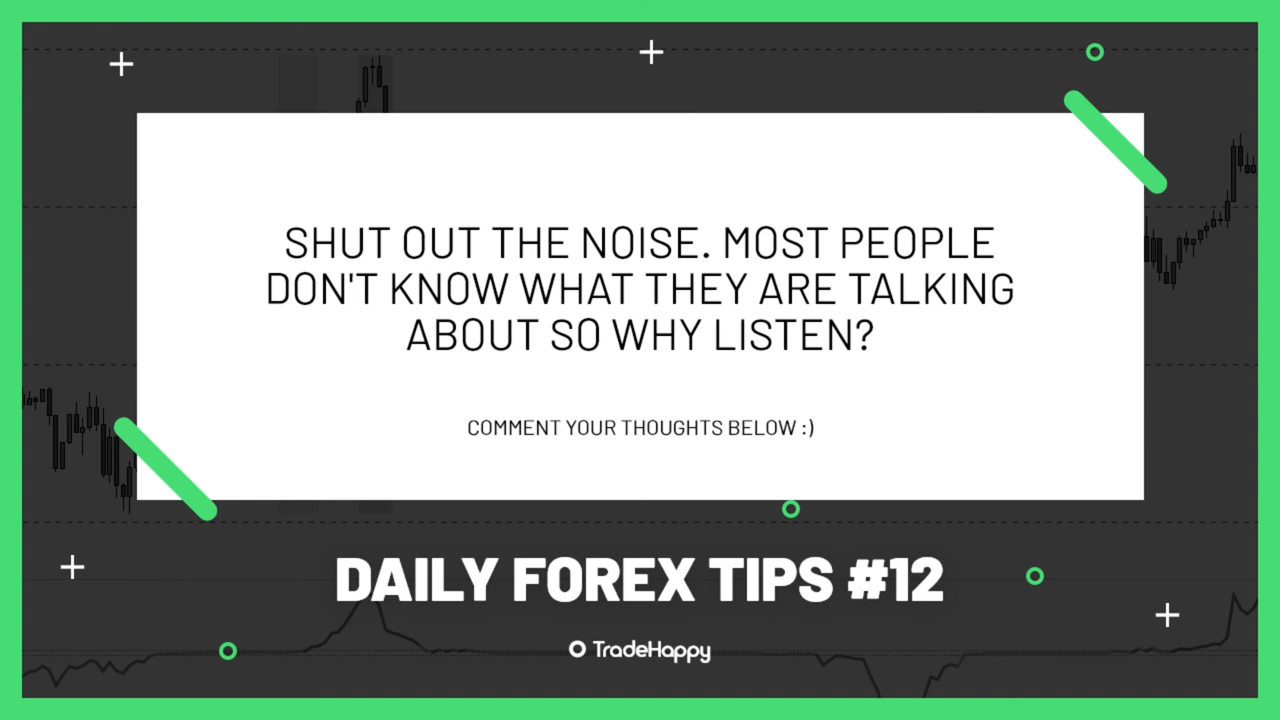 SHUT OUT THE NOISE. MOST PEOPLE
DON'T KNOW WHAT THEY ARE TALKING
ABOUT SO WHY LISTEN?
COMMENT YOUR THOUGHTS BELOW :)
DAILY FOREX TIPS #12
TradeHappy